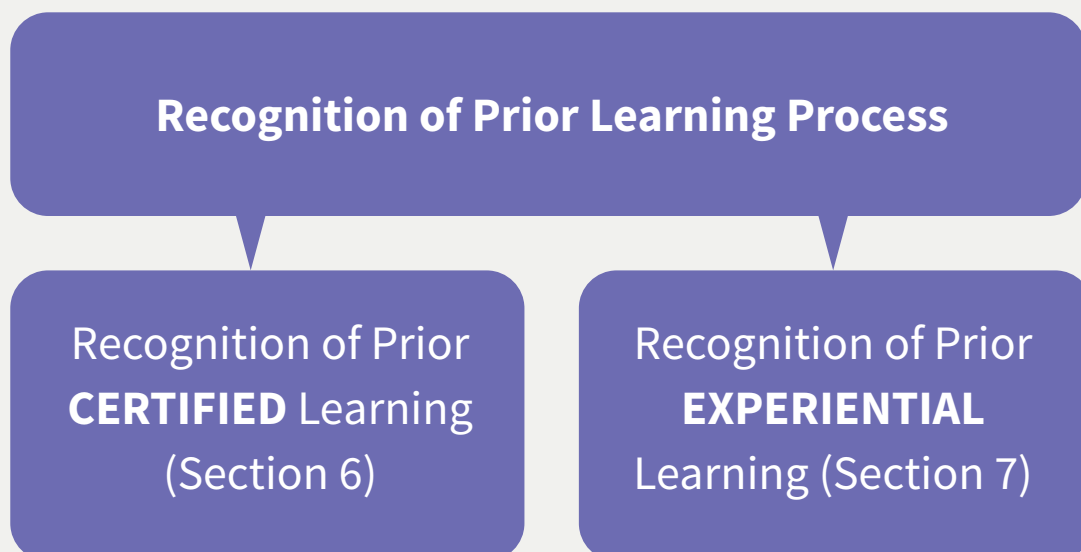 Recognition of Prior Learning Process
Recognition of Prior
CERTIFIED Learning
(Section 6)
Recognition of Prior
EXPERIENTIAL
Learning (Section 7)